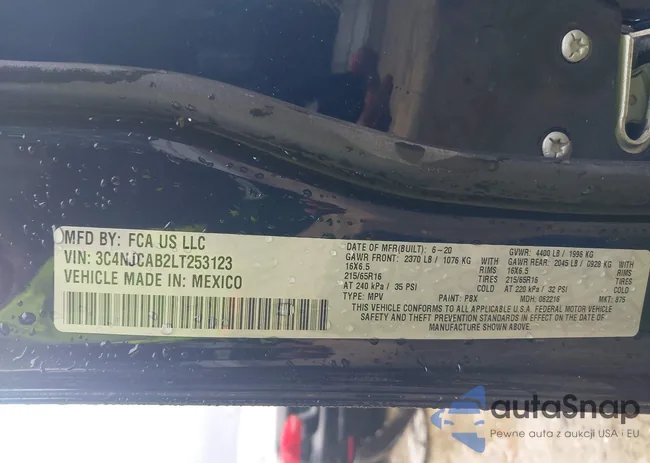 MFD BY: FCA US LLC
VIN: 3C4NJCAB2LT253123
VEHICLE MADE IN: MEXICO
DATE OF MFR(BUILT): 6-20 GVWR: 4400 LB / 1996 KG
GAWR FRONT: 2370 LB / 1076 KG WITH GAWR REAR: 2045 LB / 0928 KG WITH
16X6.5 RIMS 16X6.5 RIMS
215/65R16 TIRES 215/65R16 TIRES
AT 240 kPa / 35 PSI COLD AT 220 kPa / 32 PSI COLD
TYPE: MPV PAINT: PBX MDH: 062216 MKT: 875
THIS VEHICLE CONFORMS TO ALL APPLICABLE U.S.A. FEDERAL MOTOR VEHICLE
SAFETY AND THEFT PREVENTION STANDARDS IN EFFECT ON THE DATE OF
MANUFACTURE SHOWN ABOVE.
autoSnap
Pewne auta z aukcji USA i EU